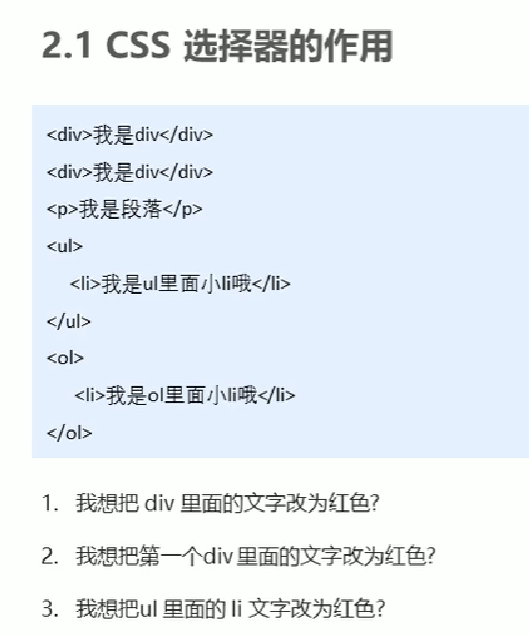 2.1 CSS 选择器的作用
<div>我是div</div>
<div>我是div</div>
<p>我是段落</p>
<ul>
<li>我是ul里面小li哦</li>
</ul>
<ol>
<li>我是ol里面小li哦</li>
</ol>
1. 我想把 div 里面的文字改为红色?
2. 我想把第一个div 里面的文字改为红色?
3. 我想把ul 里面的 li 文字改为红色?